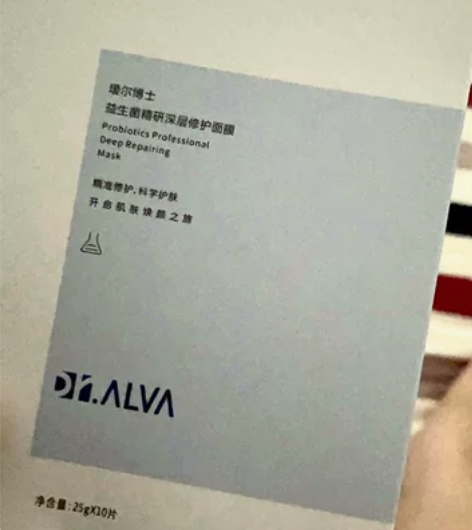 瑷尔博士
益生菌精研深层修护面膜
Probiotics Professional
Deep Repairing
Mask
精准修护,科学护肤
开启肌肤焕颜之旅
Dr.ALVA
净含量:25gX10片